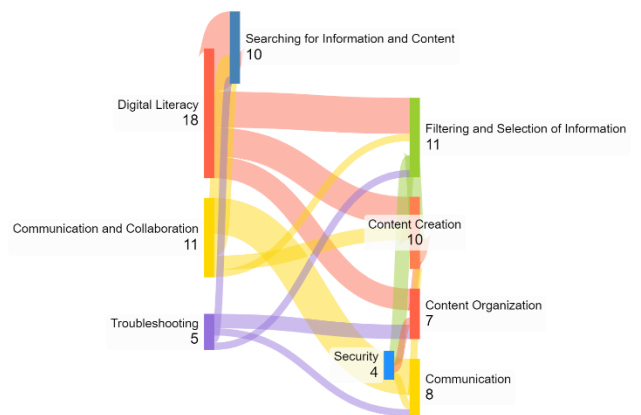 Searching for Information and Content
10
Digital Literacy
18
Filtering and Selection of Information
11
Communication and Collaboration
11
Content Creation
10
Content Organization
7
Troubleshooting
5
Security
4
Communication
8